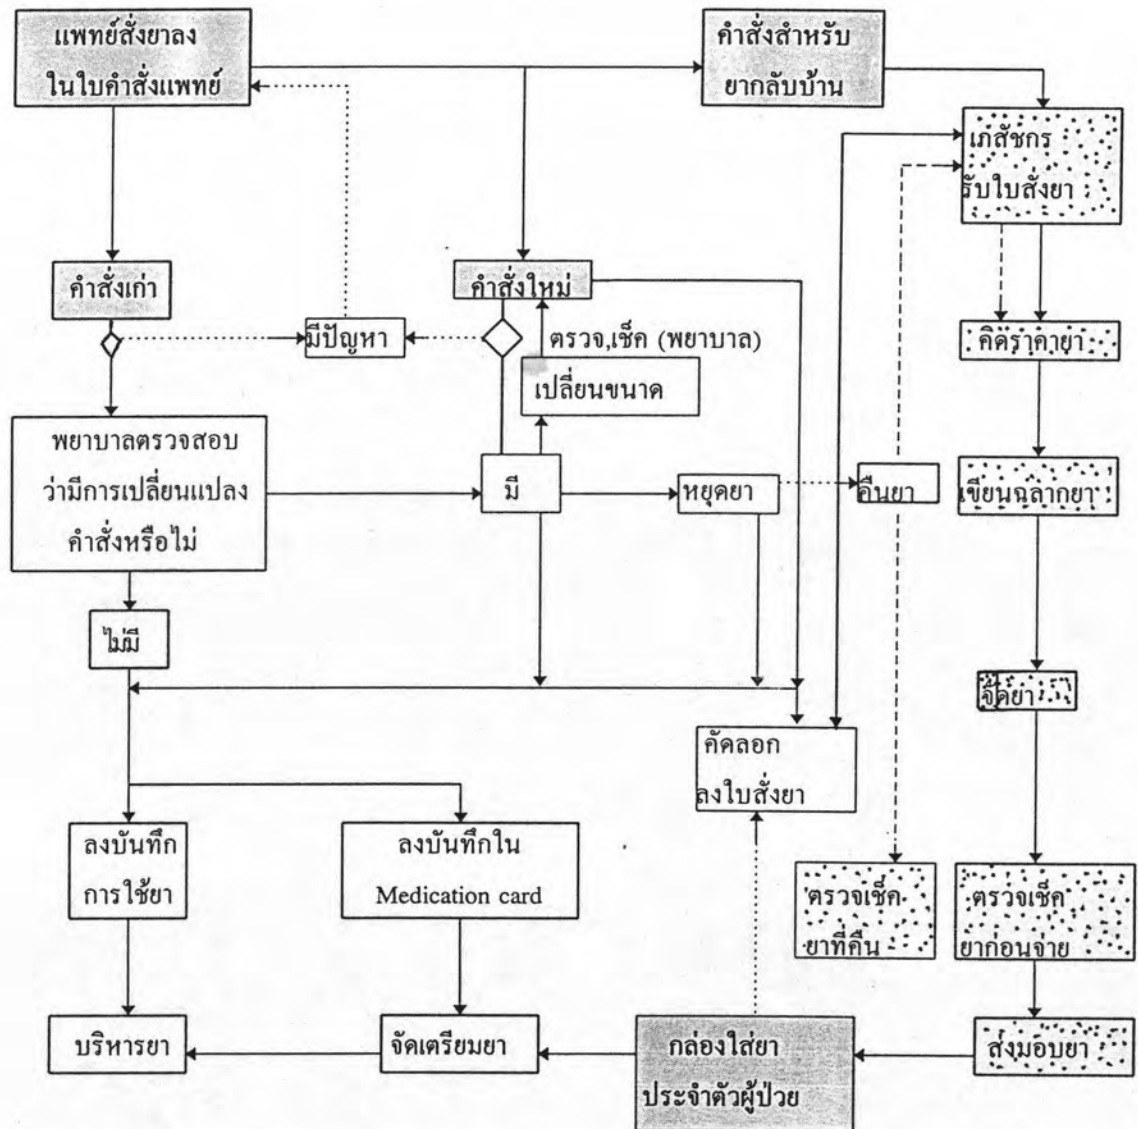 แพทย์สั่งยาลง
ในใบคำสั่งแพทย์
คำสั่งสำหรับ
ยากลับบ้าน
เภสัชกร
รับใบสั่งยา
คำสั่งเก่า
คำสั่งใหม่
มีปัญหา
ตรวจ,เช็ค (พยาบาล)
เปลี่ยนขนาด
คิดราคายา
พยาบาลตรวจสอบ
ว่ามีการเปลี่ยนแปลง
คำสั่งหรือไม่
มี
หยุดยา
คืนยา
เขียนฉลากยา
ไม่มี
จัดยา
คัดลอก
ลงใบสั่งยา
ลงบันทึก
การใช้ยา
ลงบันทึกใน
Medication card
ตรวจเช็ค
ยาที่คืน
ตรวจเช็ค
ยาก่อนจ่าย
บริหารยา
จัดเตรียมยา
กล่องใส่ยา
ประจำตัวผู้ป่วย
ส่งมอบยา